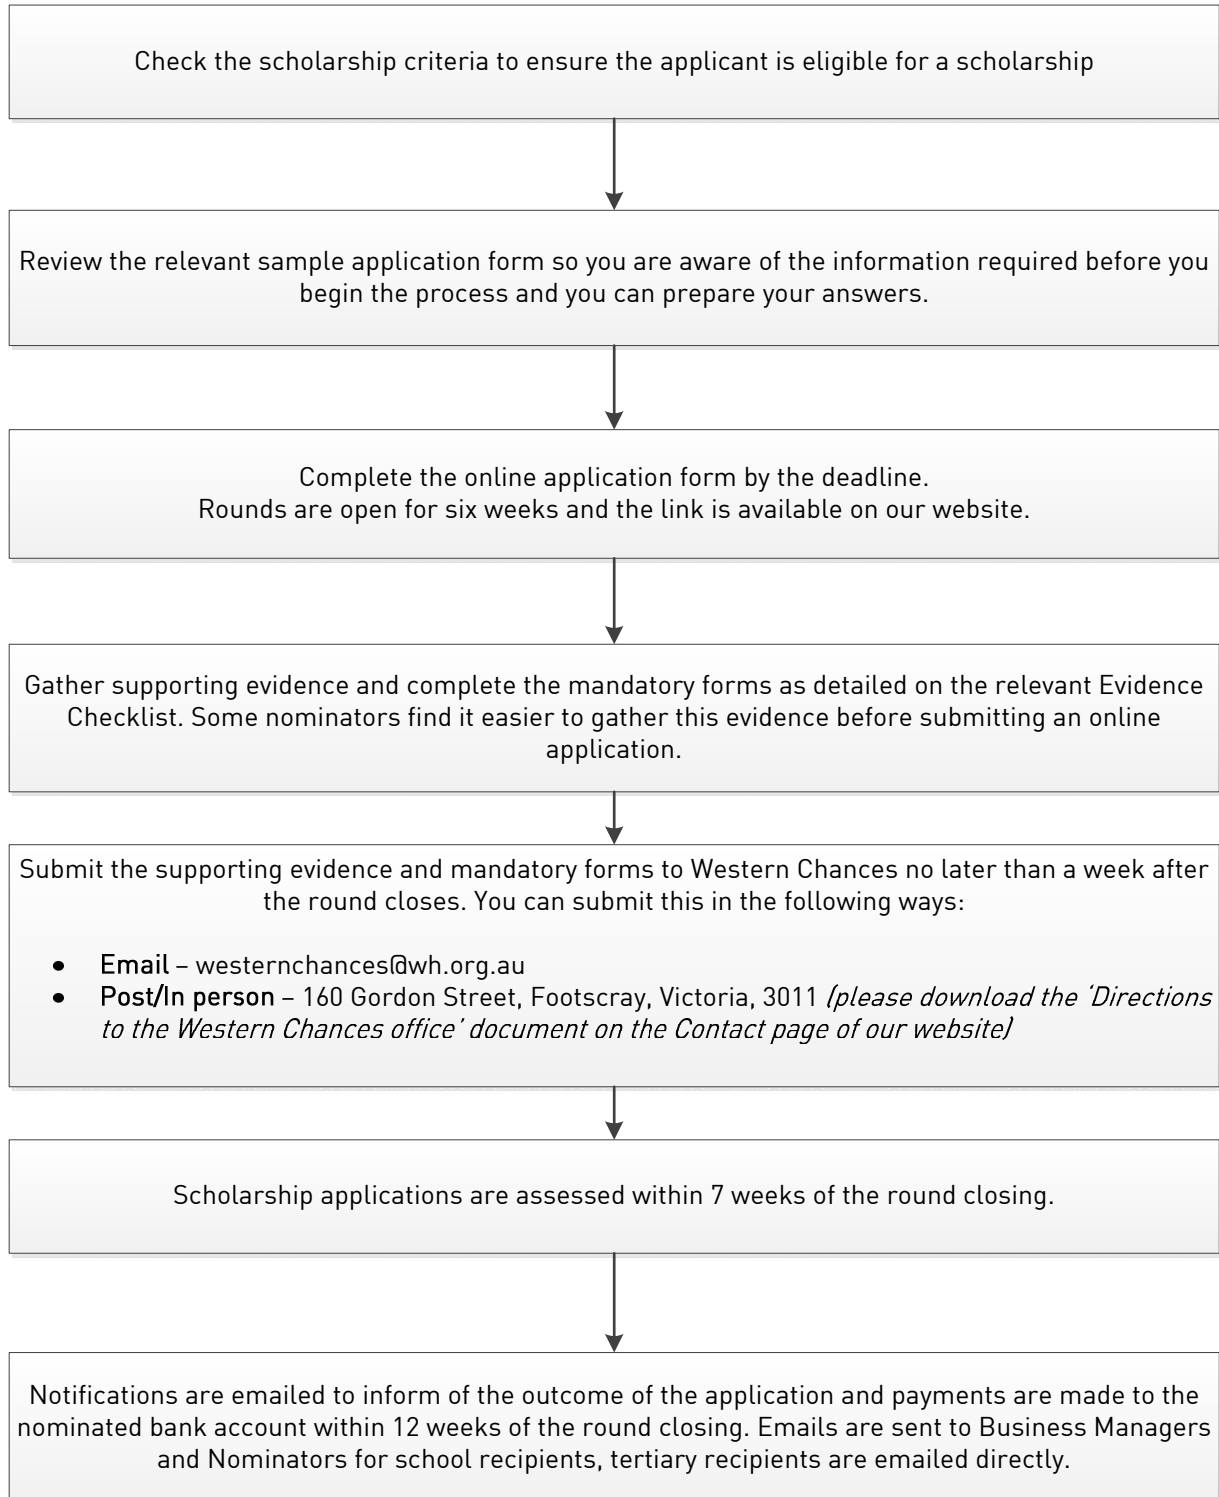 Check the scholarship criteria to ensure the applicant is eligible for a scholarship
Review the relevant sample application form so you are aware of the information required before you
begin the process and you can prepare your answers.
Complete the online application form by the deadline.
Rounds are open for six weeks and the link is available on our website.
Gather supporting evidence and complete the mandatory forms as detailed on the relevant Evidence
Checklist. Some nominators find it easier to gather this evidence before submitting an online
application.
Submit the supporting evidence and mandatory forms to Western Chances no later than a week after
the round closes. You can submit this in the following ways:
• Email – westernchances@wh.org.au
• Post/In person – 160 Gordon Street, Footscray, Victoria, 3011 (please download the ‘Directions
to the Western Chances office’ document on the Contact page of our website)
Scholarship applications are assessed within 7 weeks of the round closing.
Notifications are emailed to inform of the outcome of the application and payments are made to the
nominated bank account within 12 weeks of the round closing. Emails are sent to Business Managers
and Nominators for school recipients, tertiary recipients are emailed directly.